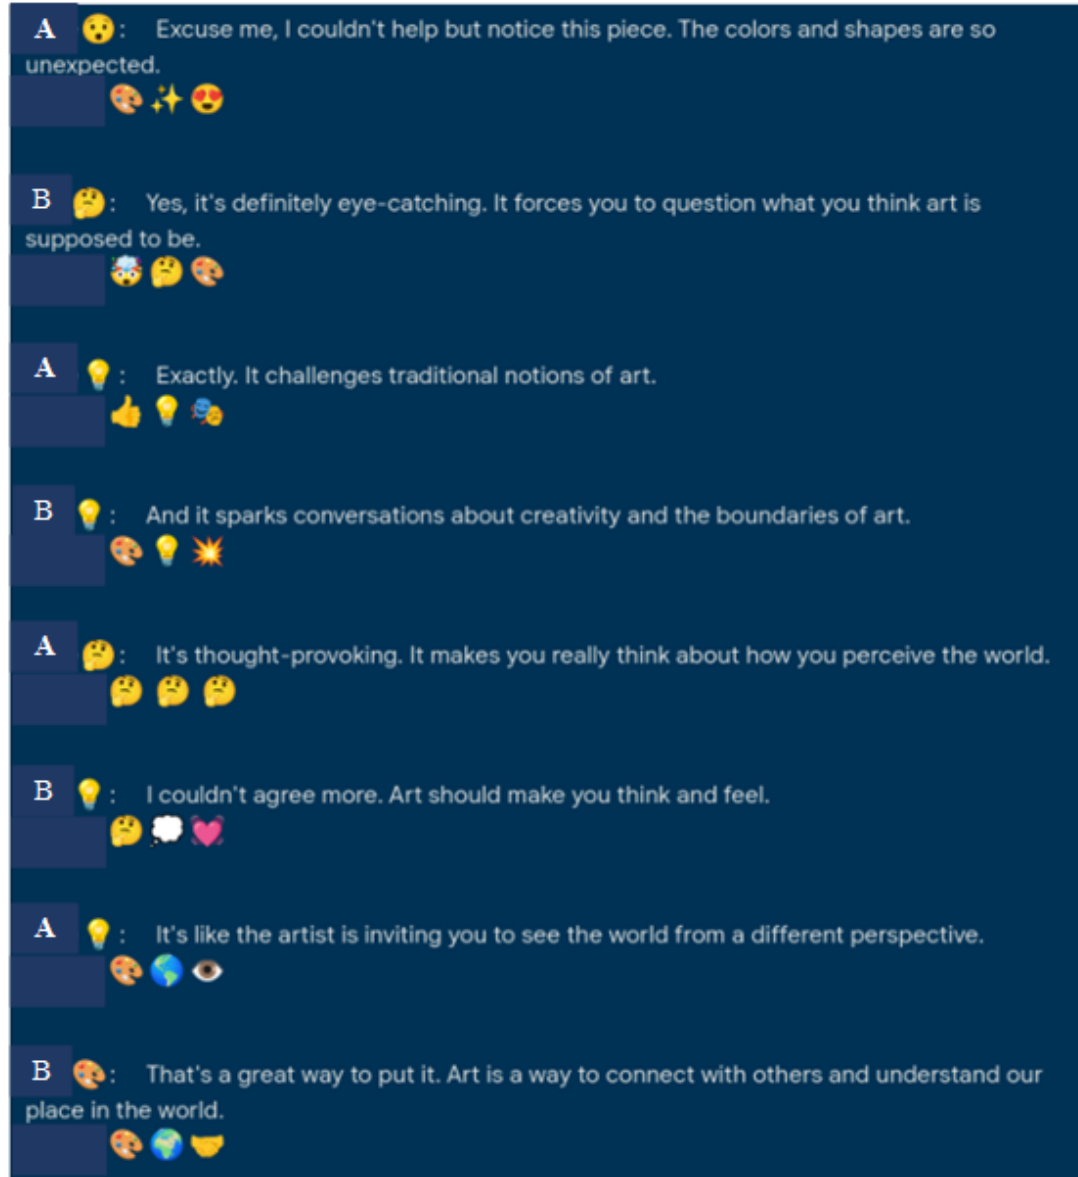 A 😯: Excuse me, I couldn't help but notice this piece. The colors and shapes are so
unexpected.
🎨 ✨ 😍
B 🤔: Yes, it's definitely eye-catching. It forces you to question what you think art is
supposed to be.
🤯 🤔 🎨
A 💡: Exactly. It challenges traditional notions of art.
👍 💡 🎭
B 💡: And it sparks conversations about creativity and the boundaries of art.
🎨 💡 💥
A 🤔: It's thought-provoking. It makes you really think about how you perceive the world.
🤔 🤔 🤔
B 💡: I couldn't agree more. Art should make you think and feel.
🤔 💭 💓
A 💡: It's like the artist is inviting you to see the world from a different perspective.
🎨 🌎 👁️
B 🎨: That's a great way to put it. Art is a way to connect with others and understand our
place in the world.
🎨 🌍 🤝